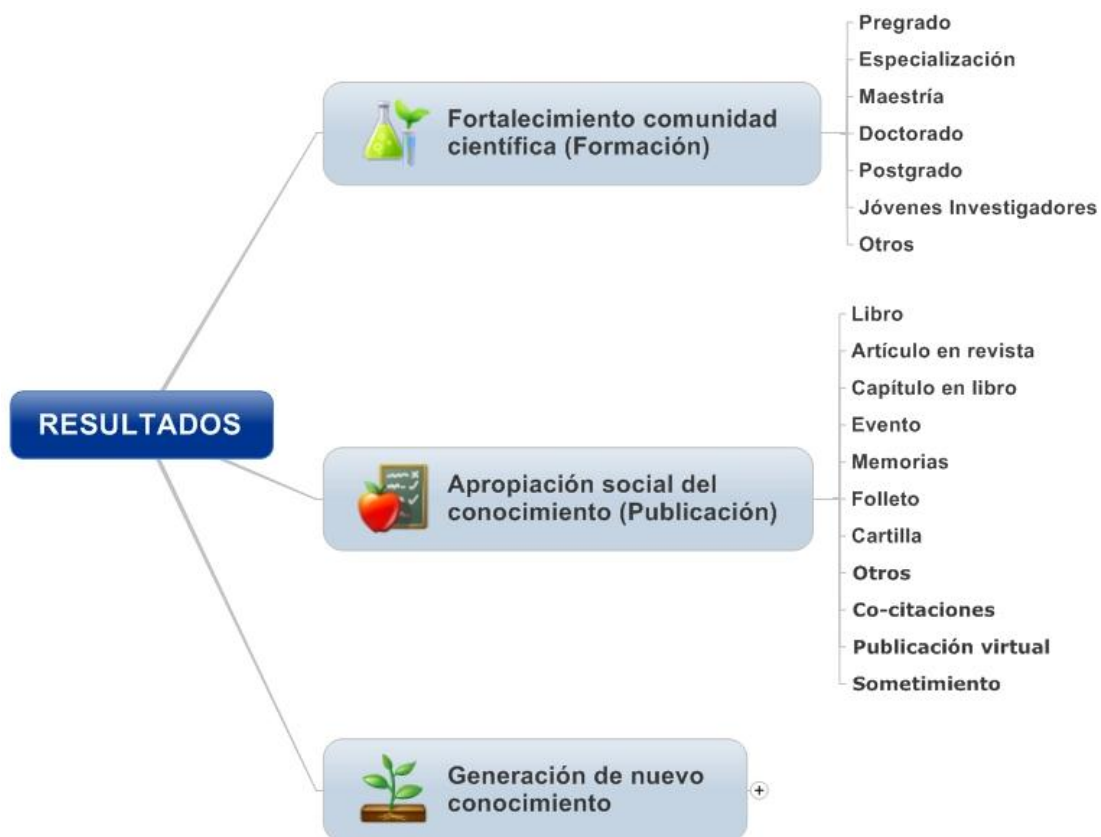 RESULTADOS
Fortalecimiento comunidad
científica (Formación)
Pregrado
Especialización
Maestría
Doctorado
Postgrado
Jóvenes Investigadores
Otros
Apropiación social del
conocimiento (Publicación)
Libro
Artículo en revista
Capítulo en libro
Evento
Memorias
Folleto
Cartilla
Otros
Co-citaciones
Publicación virtual
Sometimiento
Generación de nuevo
conocimiento